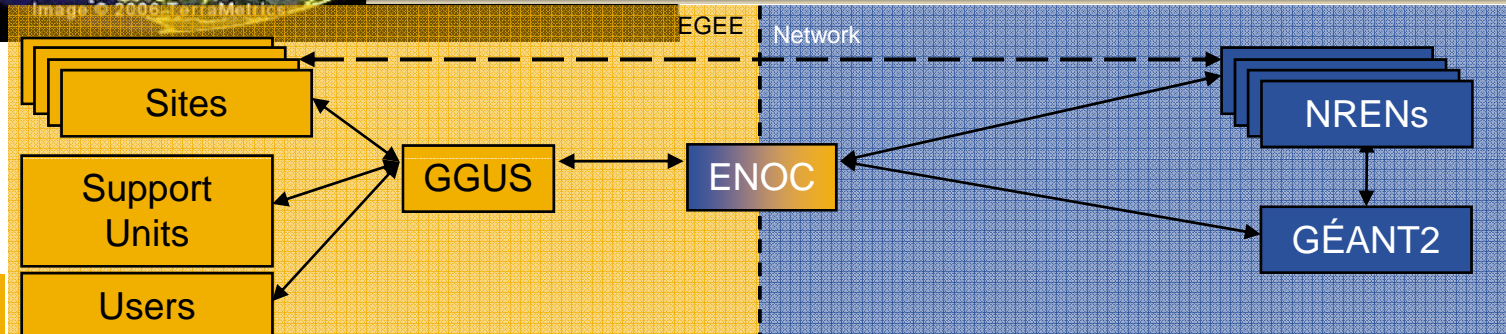 Image © 2006 TerraMetrics
EGEE
Network
Sites
NRENs
GGUS
ENOC
Support
Units
GÉANT2
Users